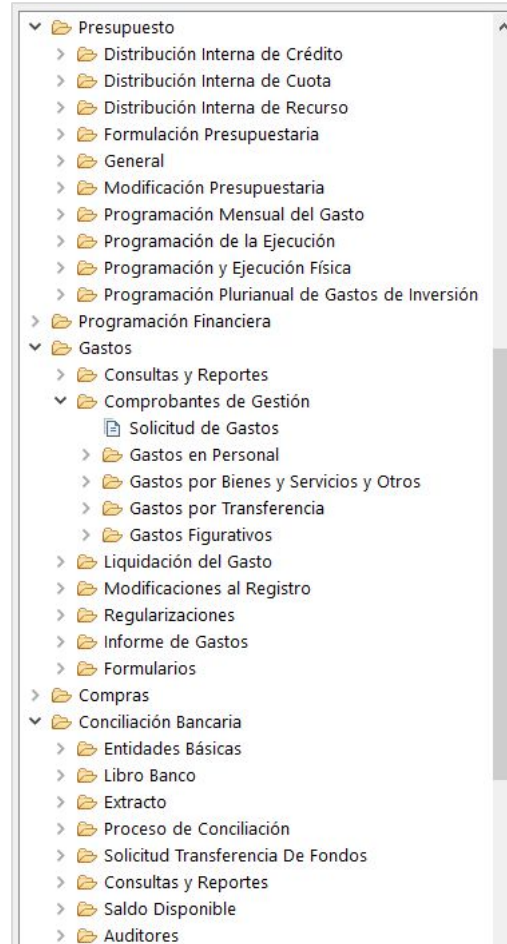 Presupuesto
Distribución Interna de Crédito
Distribución Interna de Cuota
Distribución Interna de Recurso
Formulación Presupuestaria
General
Modificación Presupuestaria
Programación Mensual del Gasto
Programación de la Ejecución
Programación y Ejecución Física
Programación Plurianual de Gastos de Inversión
Programación Financiera
Gastos
Consultas y Reportes
Comprobantes de Gestión
Solicitud de Gastos
Gastos en Personal
Gastos por Bienes y Servicios y Otros
Gastos por Transferencia
Gastos Figurativos
Liquidación del Gasto
Modificaciones al Registro
Regularizaciones
Informe de Gastos
Formularios
Compras
Conciliación Bancaria
Entidades Básicas
Libro Banco
Extracto
Proceso de Conciliación
Solicitud Transferencia De Fondos
Consultas y Reportes
Saldo Disponible
Auditores